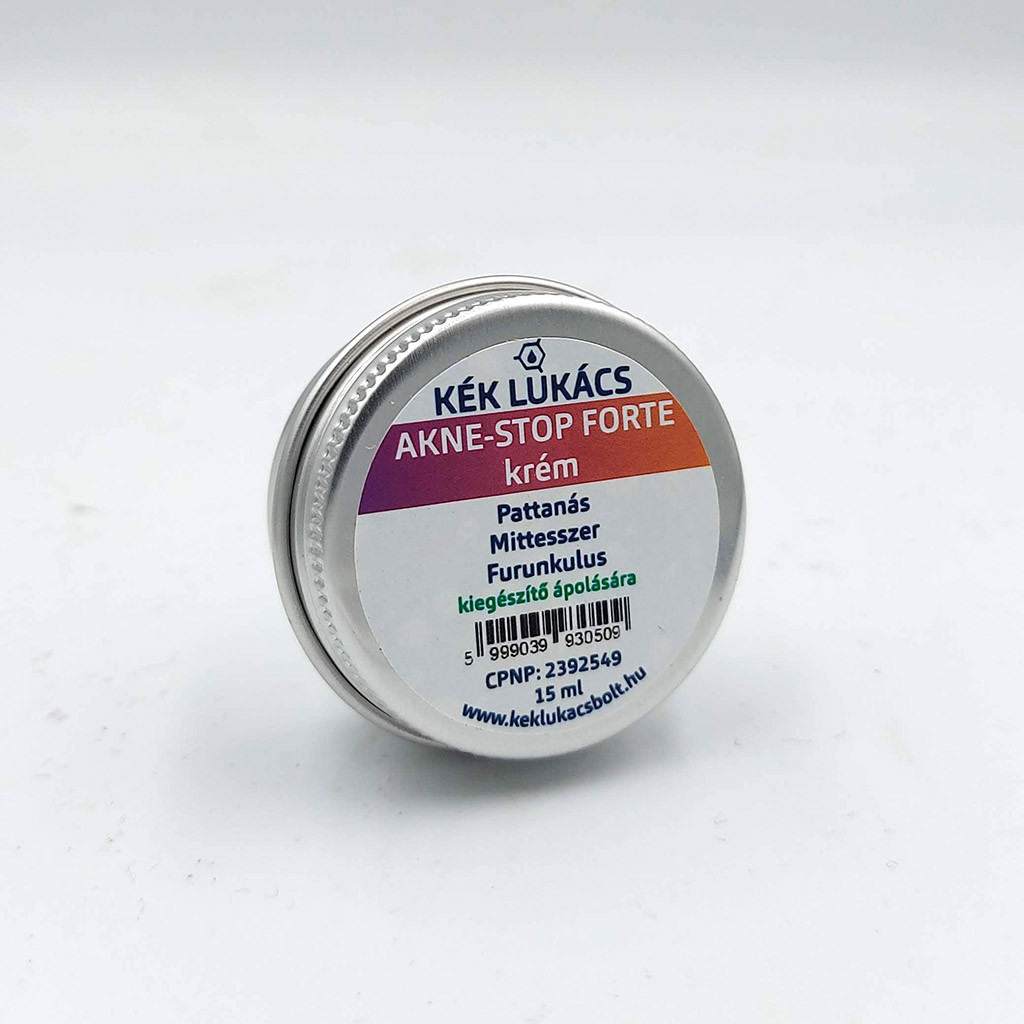 KÉK LUKÁCS
AKNE-STOP FORTE
krém
Pattanás
Mittesszer
Furunkulus
kiegészítő ápolására
5 999039 930509
CPNP: 2392549
15 ml
www.keklukacsbolt.hu